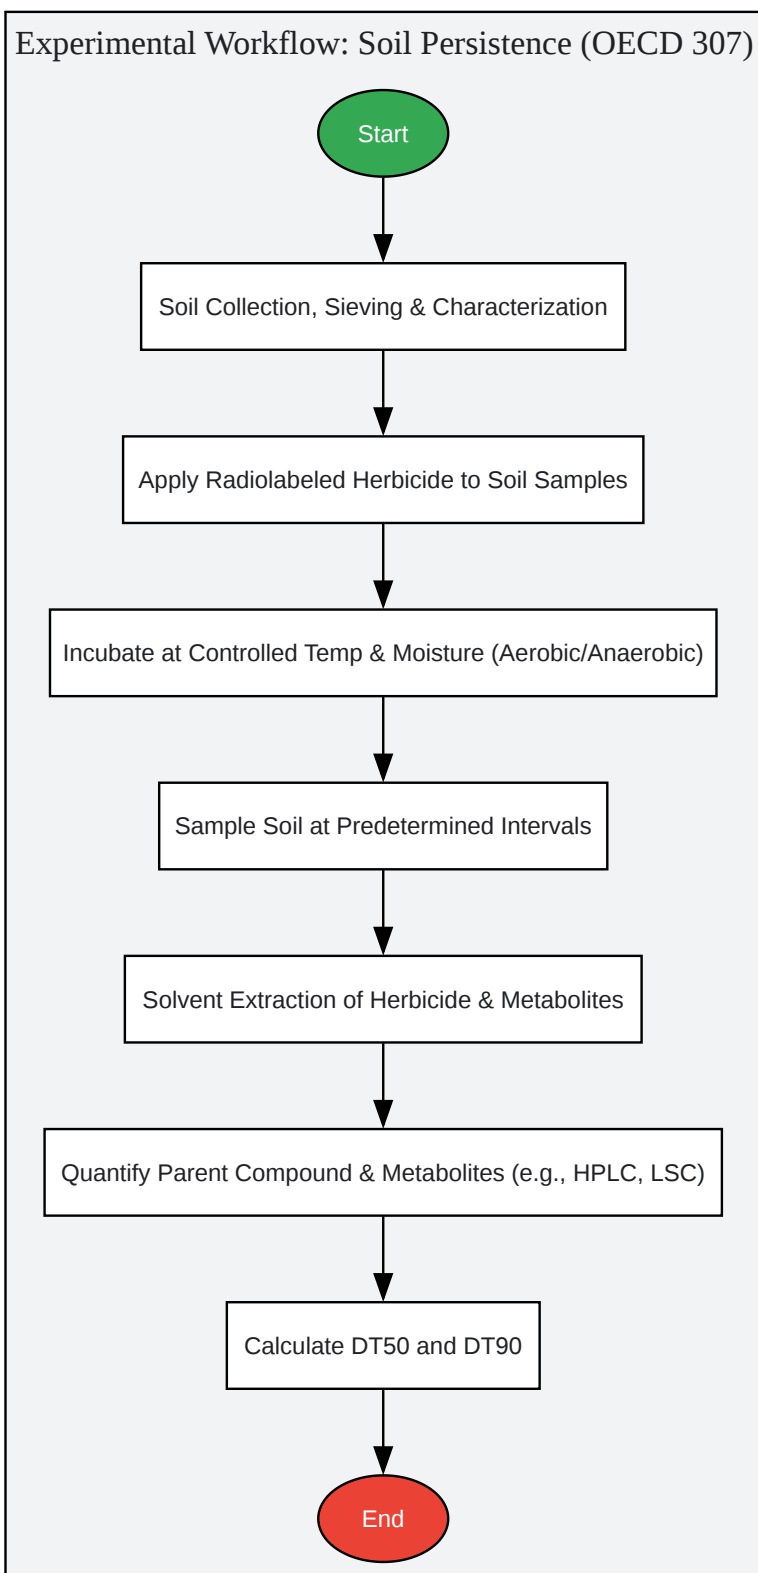 Experimental Workflow: Soil Persistence (OECD 307)
Start
Soil Collection, Sieving & Characterization
Apply Radiolabeled Herbicide to Soil Samples
Incubate at Controlled Temp & Moisture (Aerobic/Anaerobic)
Sample Soil at Predetermined Intervals
Solvent Extraction of Herbicide & Metabolites
Quantify Parent Compound & Metabolites (e.g., HPLC, LSC)
Calculate DT50 and DT90
End